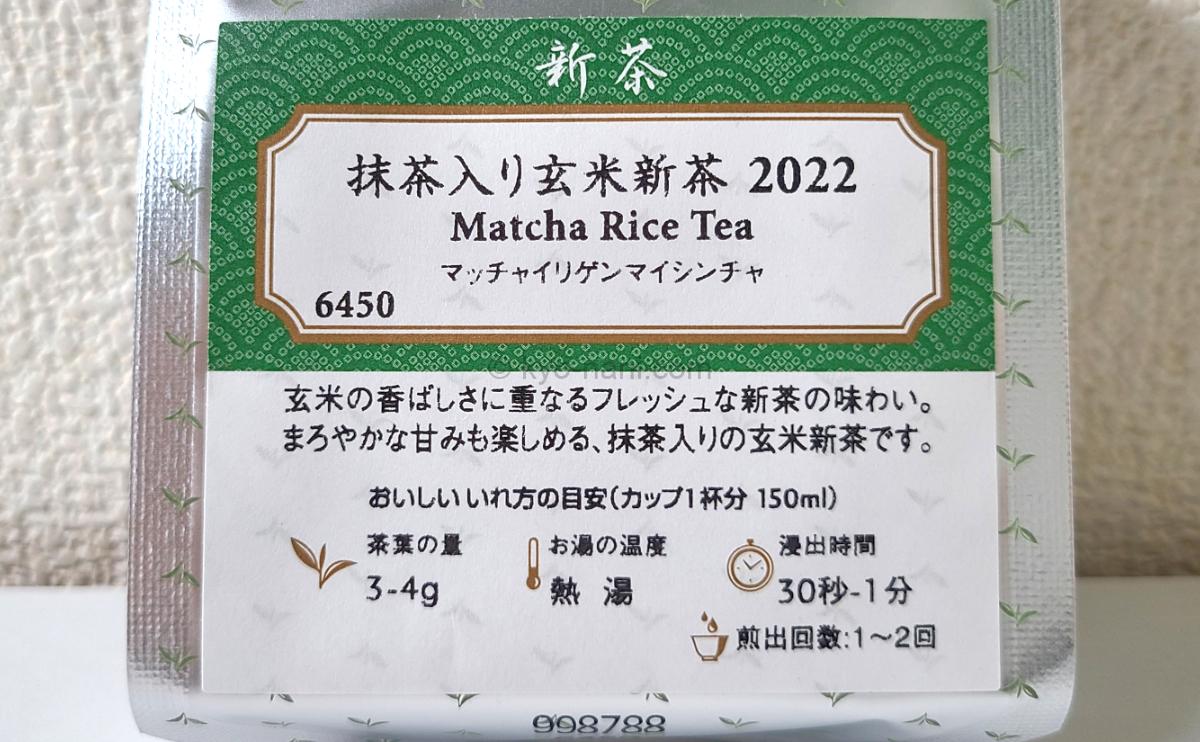 新茶
抹茶入り玄米新茶 2022
Matcha Rice Tea
マッチャイリゲンマイシンチャ
6450
© kyo-nani.com
玄米の香ばしさに重なるフレッシュな新茶の味わい。
まろやかな甘みも楽しめる、抹茶入りの玄米新茶です。
おいしいいれ方の目安(カップ1杯分 150ml)
茶葉の量 お湯の温度 浸出時間
3-4g 熱湯 30秒-1分
煎出回数:1〜2回
998788